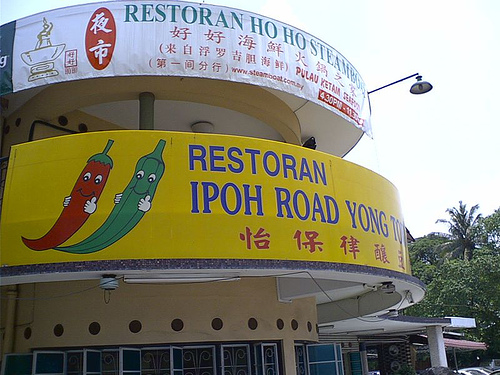 夜市
RESTORAN HO HO STEAMBO
好好海鲜火锅
(来自浮罗吉胆海鲜)
(第一间分行) www.steamboat.com.my
PULAU KETAM
4.30PM
RESTORAN
IPOH ROAD YONG TO
怡保律釀